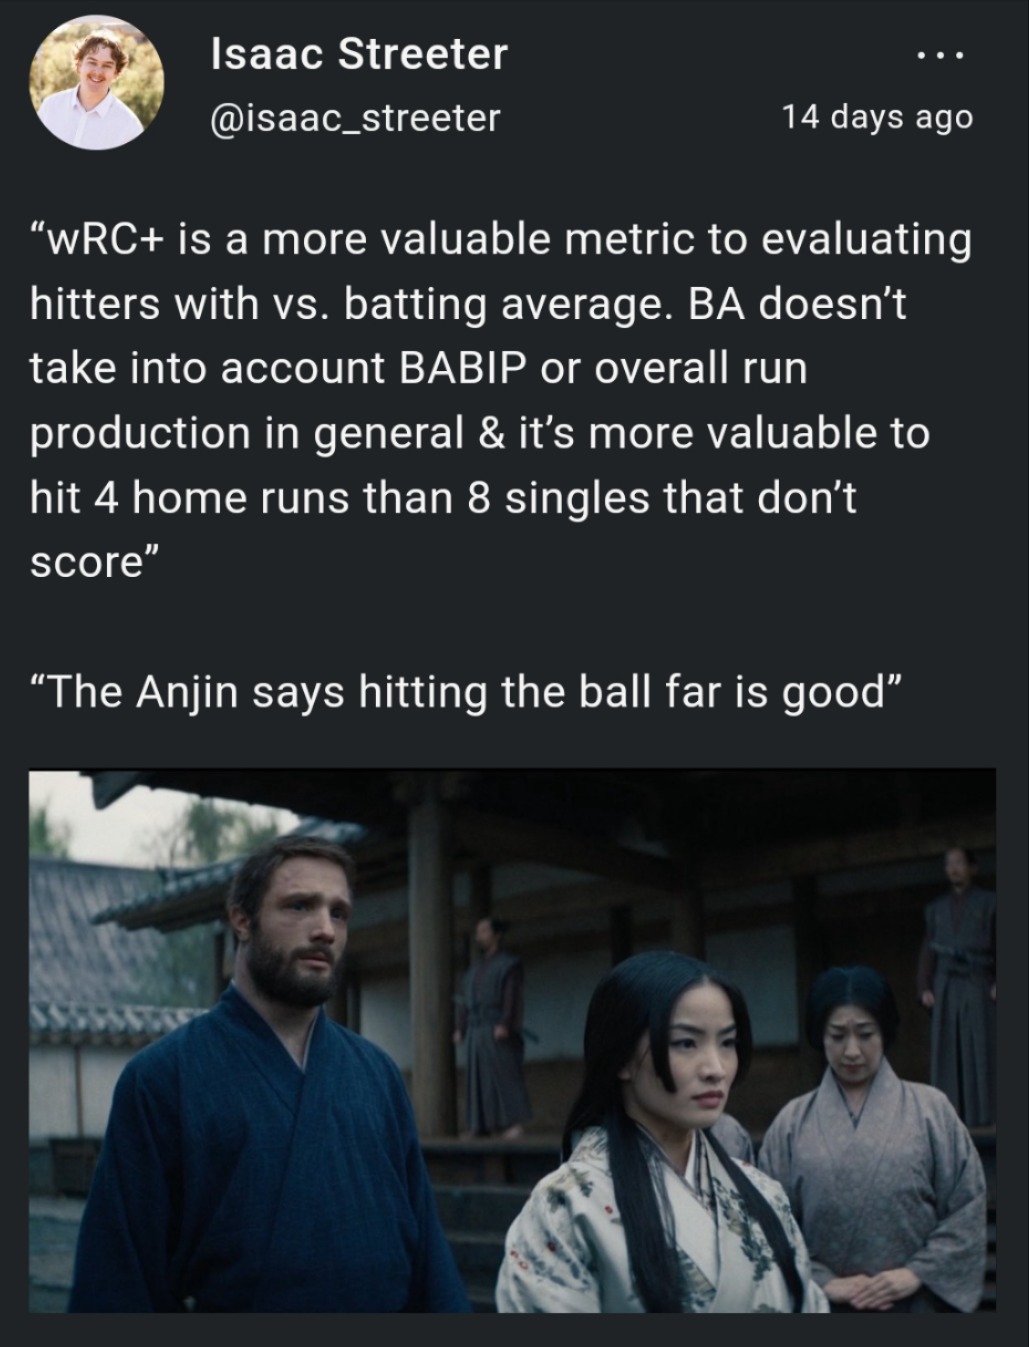 Isaac Streeter
...
@isaac_streeter
14 days ago
“wRC+ is a more valuable metric to evaluating
hitters with vs. batting average. BA doesn’t
take into account BABIP or overall run
production in general & it’s more valuable to
hit 4 home runs than 8 singles that don’t
score”
“The Anjin says hitting the ball far is good”